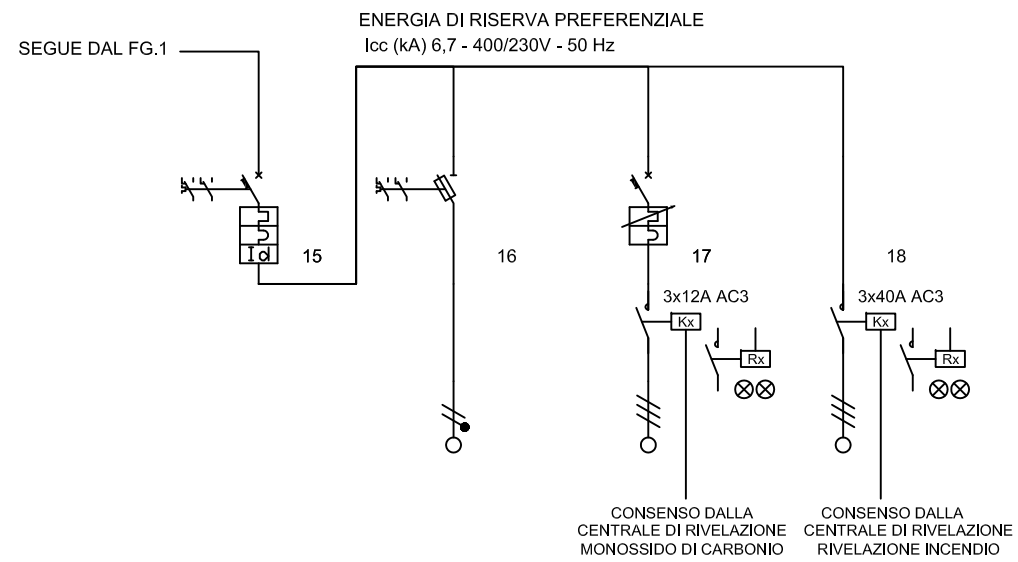 ENERGIA DI RISERVA PREFERENZIALE
SEGUE DAL FG.1
Icc (kA) 6,7 - 400/230V - 50 Hz
Id
15
16
17
18
3x12A AC3
3x40A AC3
Kx
Kx
Rx
Rx
CONSENSO DALLA
CENTRALE DI RIVELAZIONE
MONOSSIDO DI CARBONIO
CONSENSO DALLA
CENTRALE DI RIVELAZIONE
RIVELAZIONE INCENDIO